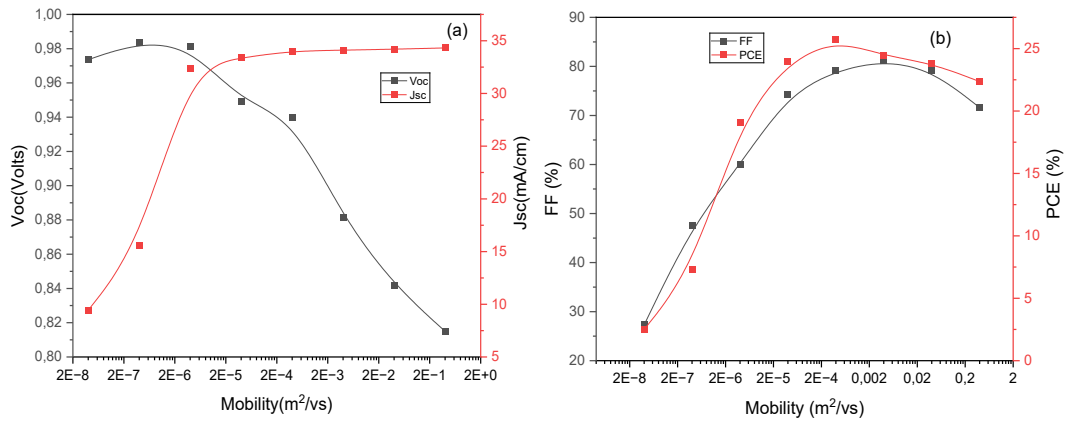 (a)
Voc
Jsc
Voc(Volts)
1,00
0,98
0,96
0,94
0,92
0,90
0,88
0,86
0,84
0,82
0,80
35
30
25
20
15
10
5
Jsc(mA/cm)
2E−8 2E−7 2E−6 2E−5 2E−4 2E−3 2E−2 2E−1 2E+0
Mobility(m²/vs)
(b)
FF
PCE
FF (%)
90
80
70
60
50
40
30
20
25
20
15
10
5
0
PCE (%)
2E−8 2E−7 2E−6 2E−5 2E−4 0,002 0,02 0,2 2
Mobility (m²/vs)